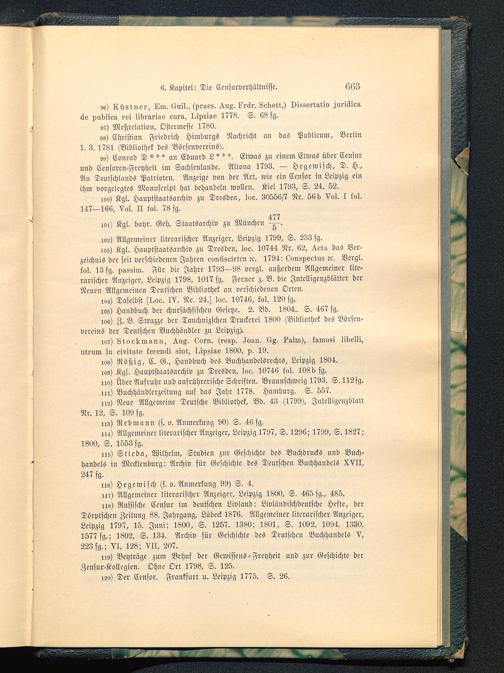 6. Kapitel: Die Censurverhältnisse. 663
96) Küstner, Em. Guil., (praes. Aug. Frdr. Schott,) Dissertatio juridica
de publica rei librariae cura, Lipsiae 1778. S. 68 fg.
97) Meßrelation, Ostermesse 1780.
98) Christian Friedrich Himburgs Nachricht an das Publicum, Berlin
1. 3. 1781 (Bibliothek des Börsenvereins).
99) Conrad D*** an Eduard L***. Etwas zu einem Etwas über Censur
und Censoren-Freyheit im Sachsenlande. Altona 1793. — Hegewisch, D. H.,
An Deutschlands Patrioten. Anzeige von der Art, wie ein Censor in Leipzig ein
ihm vorgelegtes Manuscript hat behandeln wollen. Kiel 1793, S. 24. 52.
100) Kgl. Hauptstaatsarchiv zu Dresden, loc. 30556/7 Nr. 56b Vol. I fol.
147—166, Vol. II fol. 78 fg.
101) Kgl. bayr. Geh. Staatsarchiv zu München 477/5.
102) Allgemeiner literarischer Anzeiger, Leipzig 1799, S. 253 fg.
103) Kgl. Hauptstaatsarchiv zu Dresden, loc. 10744 Nr. 62, Acta das Ver-
zeichnis der seit verschiedenen Jahren confiscirten ꝛc. 1794: Conspectus ꝛc. Vergl.
fol. 13 fg. passim. Für die Jahre 1793—98 vergl. außerdem Allgemeiner lite-
rarischer Anzeiger, Leipzig 1798, 1017 fg. Ferner z. B. die Intelligenzblätter der
Neuen Allgemeinen Deutschen Bibliothek an verschiedenen Orten.
104) Daselbst [Loc. IV. Nr. 24.] loc. 10746, fol. 120 fg.
105) Handbuch der chursächsischen Gesetze. 2. Bd. 1804. S. 467 fg.
106) Z. B. Strazze der Tauchnitzschen Druckerei 1800 (Bibliothek des Börsen-
vereins der Deutschen Buchhändler zu Leipzig).
107) Stockmann, Aug. Corn. (resp. Joan. Gg. Palm), famosi libelli,
utrum in civitate ferendi sint, Lipsiae 1800, p. 19.
108) Rößig, C. G., Handbuch des Buchhandelsrechts, Leipzig 1804.
109) Kgl. Hauptstaatsarchiv zu Dresden, loc. 10746 fol. 108b fg.
110) Über Aufruhr und aufrührerische Schriften. Braunschweig 1793. S. 112 fg.
111) Buchhändlerzeitung auf das Jahr 1778. Hamburg. S. 557.
112) Neue Allgemeine Deutsche Bibliothek, Bd. 43 (1799), Intelligenzblatt
Nr. 12, S. 109 fg.
113) Rebmann (s. o. Anmerkung 90) S. 46 fg.
114) Allgemeiner literarischer Anzeiger, Leipzig 1797, S. 1296; 1799, S. 1827;
1800, S. 1553 fg.
115) Stieda, Wilhelm, Studien zur Geschichte des Buchdrucks und Buch-
handels in Mecklenburg: Archiv für Geschichte des Deutschen Buchhandels XVII,
247 fg.
116) Hegewisch (s. o. Anmerkung 99) S. 4.
117) Allgemeiner literarischer Anzeiger, Leipzig 1800, S. 465 fg., 485.
118) Russische Censur im deutschen Livland: Livländischdeutsche Hefte, der
Dörptschen Zeitung 88. Jahrgang, Lübeck 1876. Allgemeiner literarischer Anzeiger,
Leipzig 1797, 15. Juni; 1800, S. 1257. 1380; 1801, S. 1092. 1094. 1330.
1577 fg.; 1802, S. 134. Archiv für Geschichte des Deutschen Buchhandels V,
223 fg.; VI, 128; VII, 207.
119) Beyträge zum Behuf der Gewissens-Freyheit und zur Geschichte der
Zensur-Kollegien. Ohne Ort 1798, S. 125.
120) Der Censor. Frankfurt u. Leipzig 1775. S. 26.